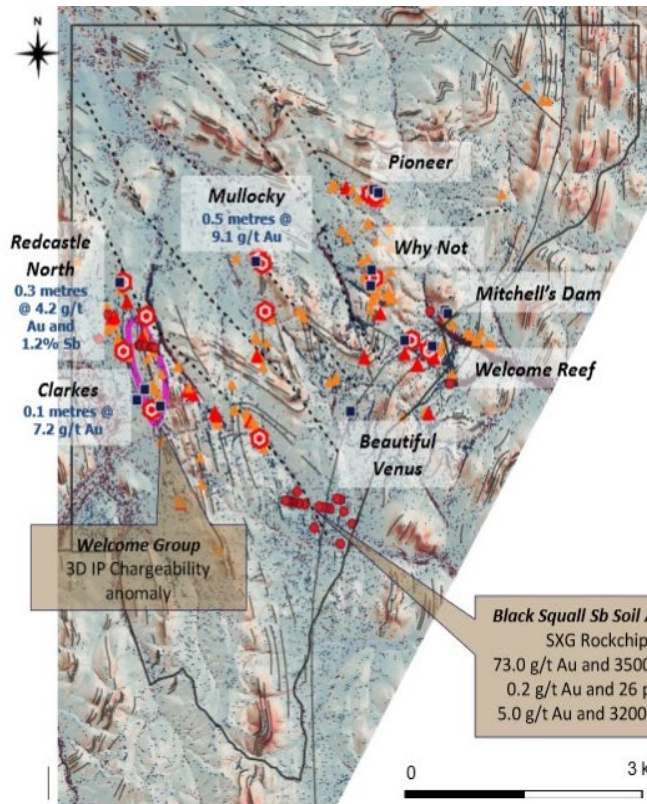 N
Pioneer
Mullocky
0.5 metres @
9.1 g/t Au
Why Not
Redcastle
North
0.3 metres
@ 4.2 g/t
Au and
1.2% Sb
Mitchell's Dam
Welcome Reef
Clarkes
0.1 metres @
7.2 g/t Au
Beautiful
Venus
Welcome Group
3D IP Chargeability
anomaly
Black Squall Sb Soil
SXG Rockchip
73.0 g/t Au and 3500
0.2 g/t Au and 26
5.0 g/t Au and 3200
0
3